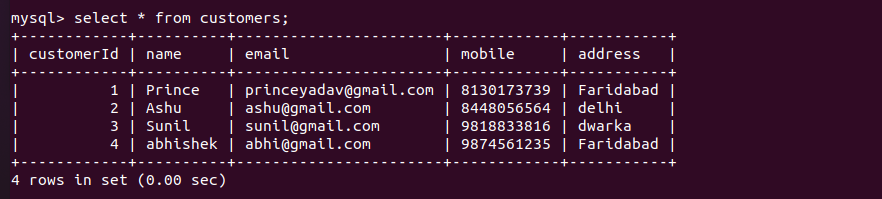 mysql> select * from customers;
+------------+----------+-----------------------+------------+-----------+
| customerId | name     | email                 | mobile     | address   |
+------------+----------+-----------------------+------------+-----------+
|          1 | Prince   | princeyadav@gmail.com | 8130173739 | Faridabad |
|          2 | Ashu     | ashu@gmail.com        | 8448056564 | delhi     |
|          3 | Sunil    | sunil@gmail.com       | 9818833816 | dwarka    |
|          4 | abhishek | abhi@gmail.com        | 9874561235 | Faridabad |
+------------+----------+-----------------------+------------+-----------+
4 rows in set (0.00 sec)